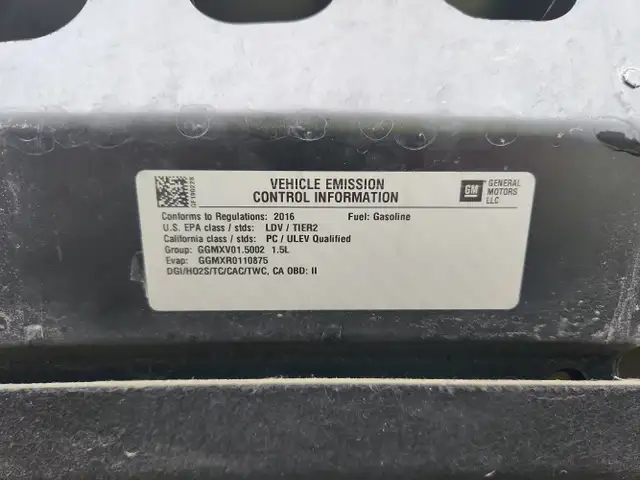 VEHICLE EMISSION
CONTROL INFORMATION
GM
GENERAL
MOTORS
LLC
Conforms to Regulations: 2016 Fuel: Gasoline
U.S. EPA class / stds: LDV / TIER2
California class / stds: PC / ULEV Qualified
Group: GGMXV01.5002 1.5L
Evap: GGMXR0110875
DGI/HO2S/TC/CAC/TWC, CA OBD: II